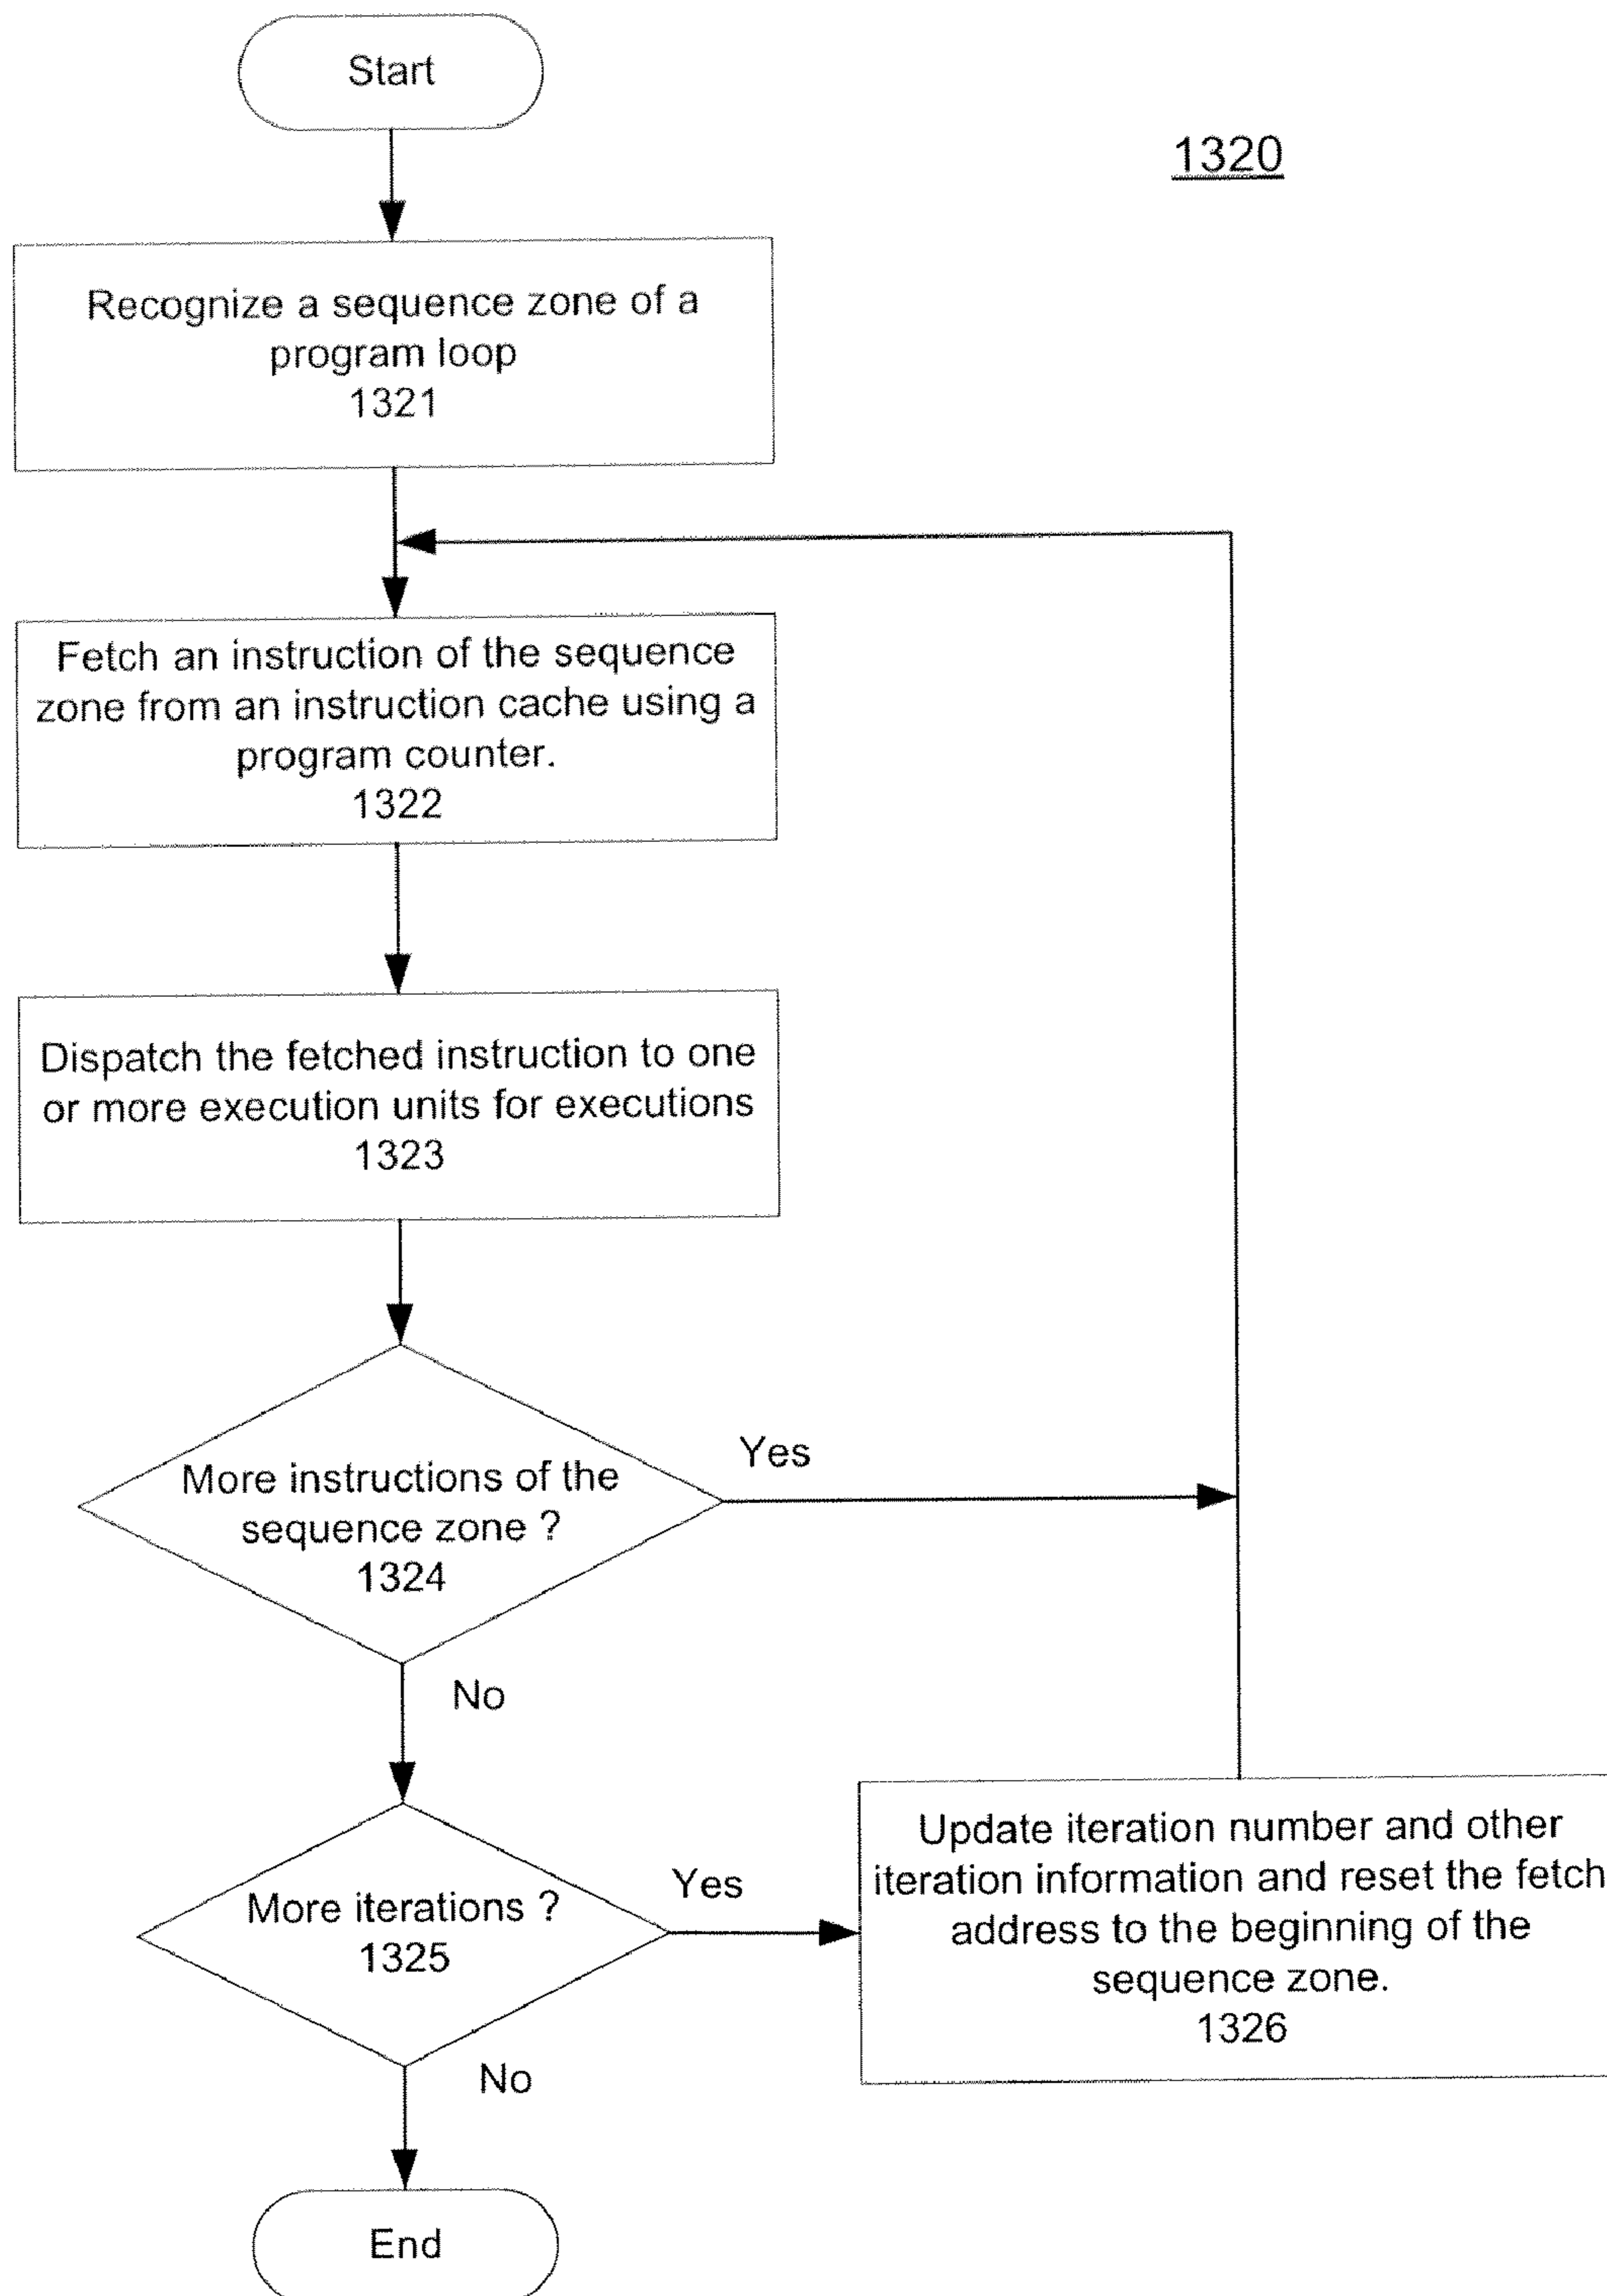 Start
1320
Recognize a sequence zone of a
program loop
1321
Fetch an instruction of the sequence
zone from an instruction cache using a
program counter.
1322
Dispatch the fetched instruction to one
or more execution units for executions
1323
More instructions of the
sequence zone ?
1324
Yes
No
More iterations ?
1325
Yes
Update iteration number and other
iteration information and reset the fetch
address to the beginning of the
sequence zone.
1326
No
End